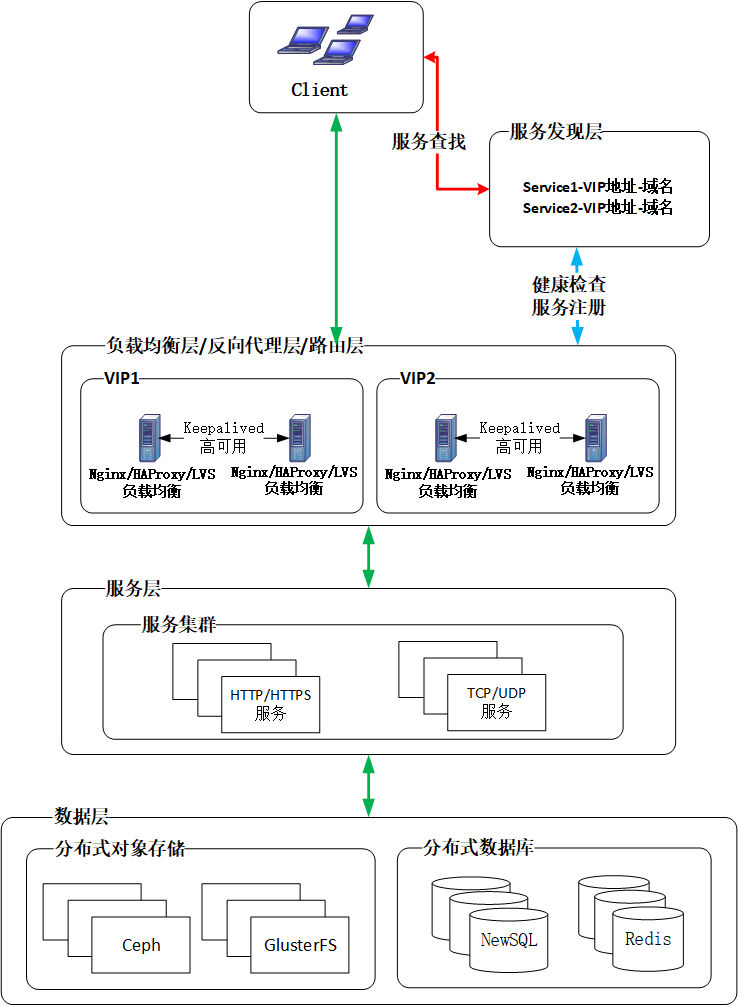 Client
服务查找
服务发现层
Service1-VIP地址-域名
Service2-VIP地址-域名
健康检查
服务注册
负载均衡层/反向代理层/路由层
VIP1
Keepalived
高可用
Nginx/HAProxy/LVS
负载均衡
Nginx/HAProxy/LVS
负载均衡
VIP2
Keepalived
高可用
Nginx/HAProxy/LVS
负载均衡
Nginx/HAProxy/LVS
负载均衡
服务层
服务集群
HTTP/HTTPS
服务
TCP/UDP
服务
数据层
分布式对象存储
Ceph
GlusterFS
分布式数据库
NewSQL
Redis